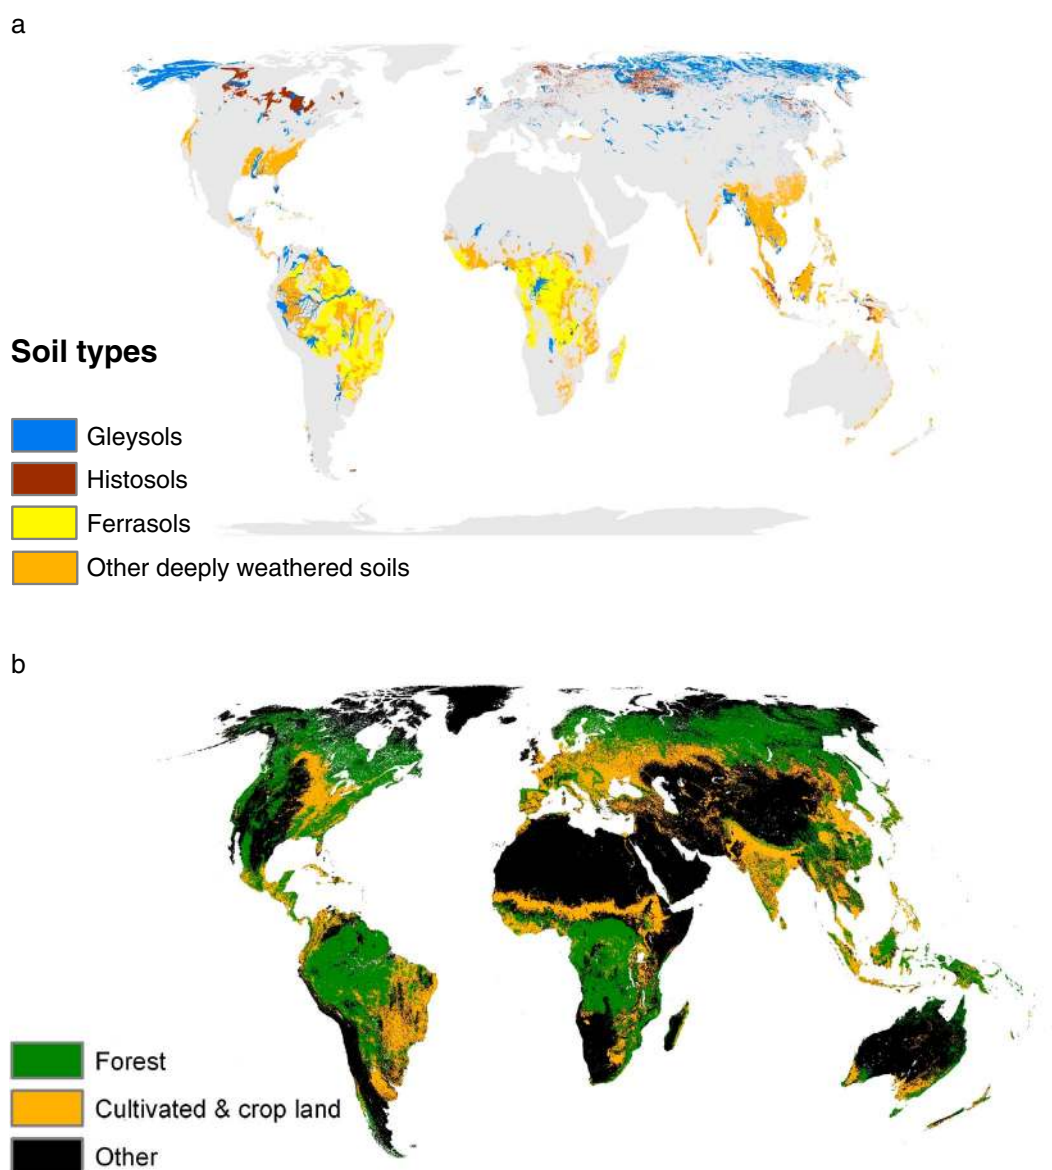 a
Soil types
Gleysols
Histosols
Ferrasols
Other deeply weathered soils
b
Forest
Cultivated & crop land
Other